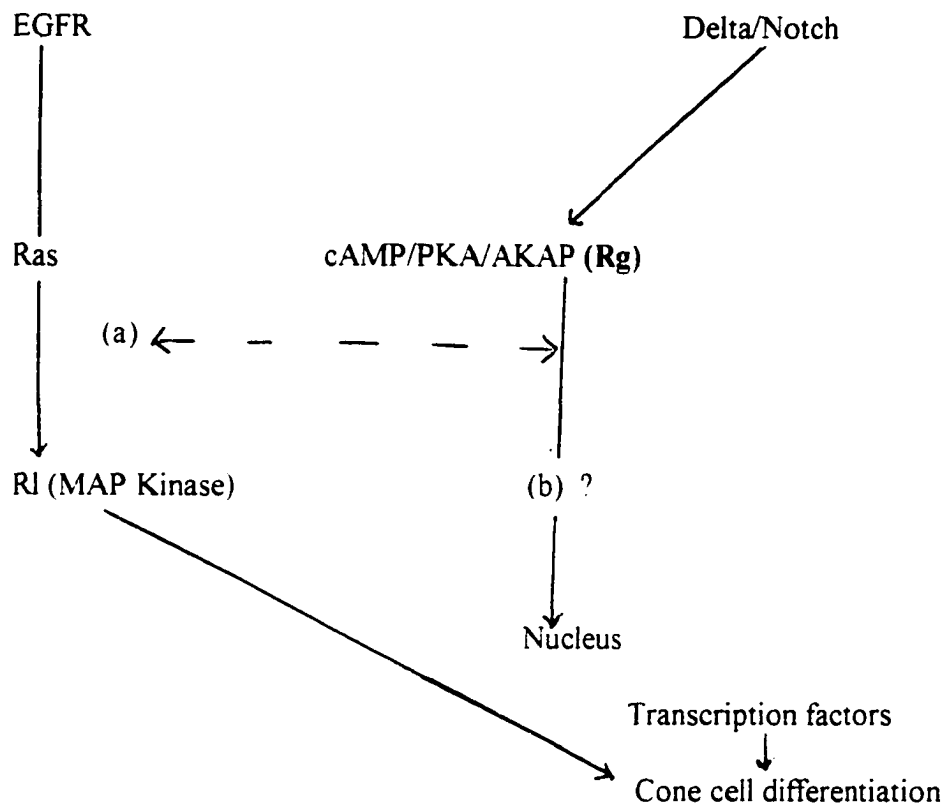 EGFR
Delta/Notch
Ras
cAMP/PKA/AKAP (Rg)
(a)
Rl (MAP Kinase)
(b) ?
Nucleus
Transcription factors
Cone cell differentiation